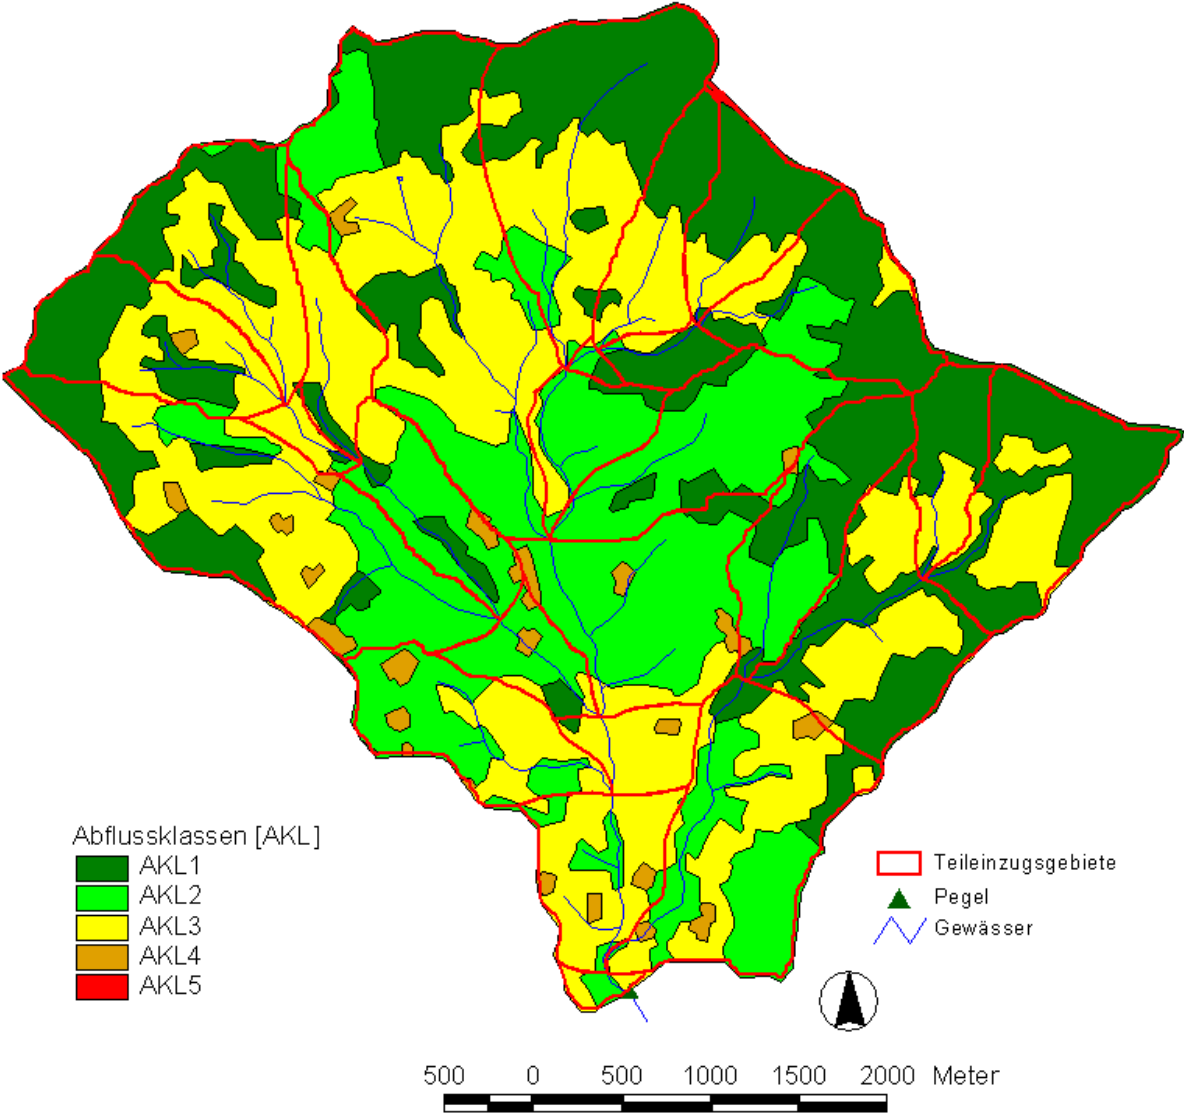 Abflussklassen [AKL]
AKL1
AKL2
AKL3
AKL4
AKL5
Teileinzugsgebiete
Pegel
Gewässer
500 0 500 1000 1500 2000 Meter